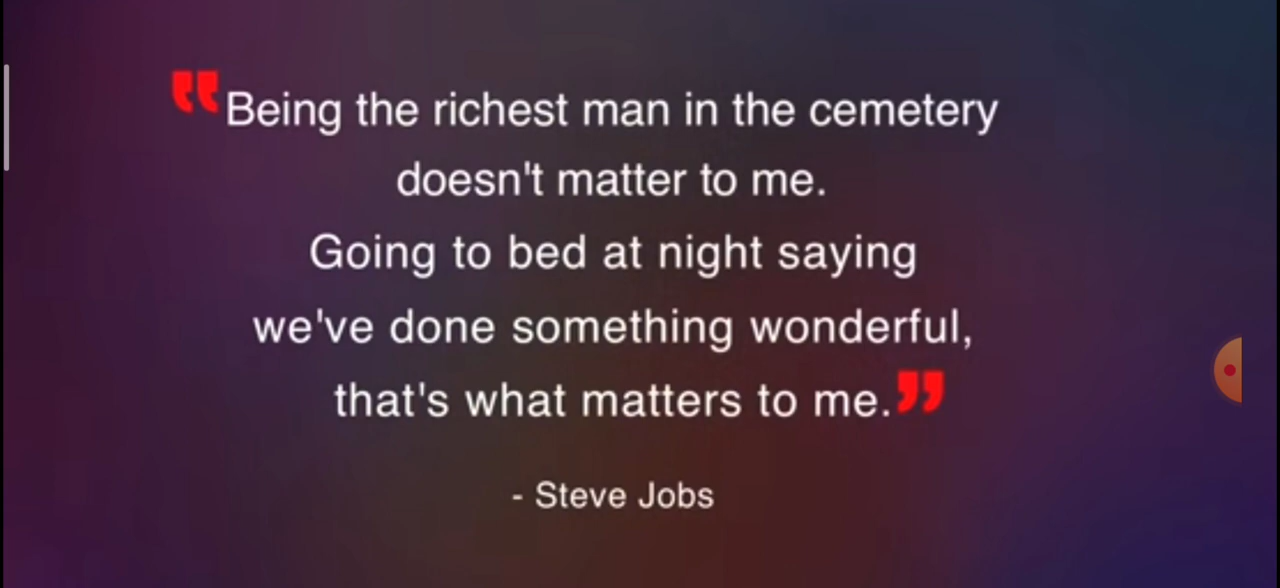 ❝Being the richest man in the cemetery
doesn't matter to me.
Going to bed at night saying
we've done something wonderful,
that's what matters to me.❞
- Steve Jobs